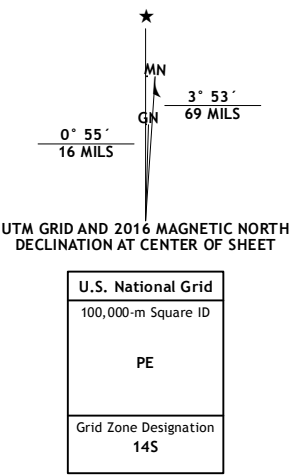 ★
MN
3° 53´
69 MILS
GN
0° 55´
16 MILS
UTM GRID AND 2016 MAGNETIC NORTH
DECLINATION AT CENTER OF SHEET
U.S. National Grid
100,000-m Square ID
PE
Grid Zone Designation
14S